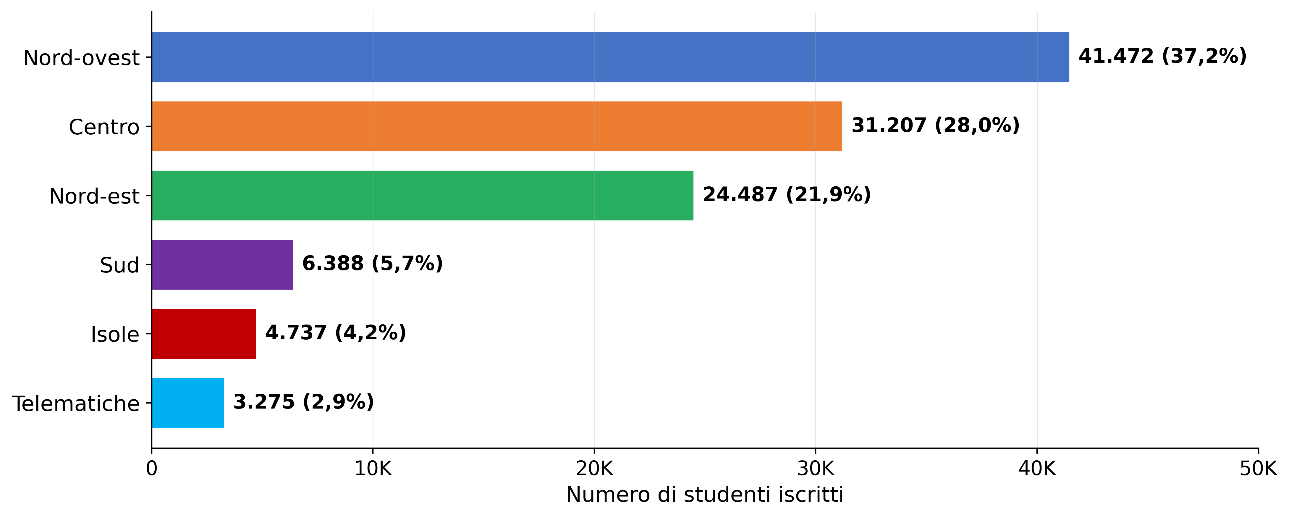 Nord-ovest 41.472 (37,2%)
Centro 31.207 (28,0%)
Nord-est 24.487 (21,9%)
Sud 6.388 (5,7%)
Isole 4.737 (4,2%)
Telematiche 3.275 (2,9%)
0 10K 20K 30K 40K 50K
Numero di studenti iscritti